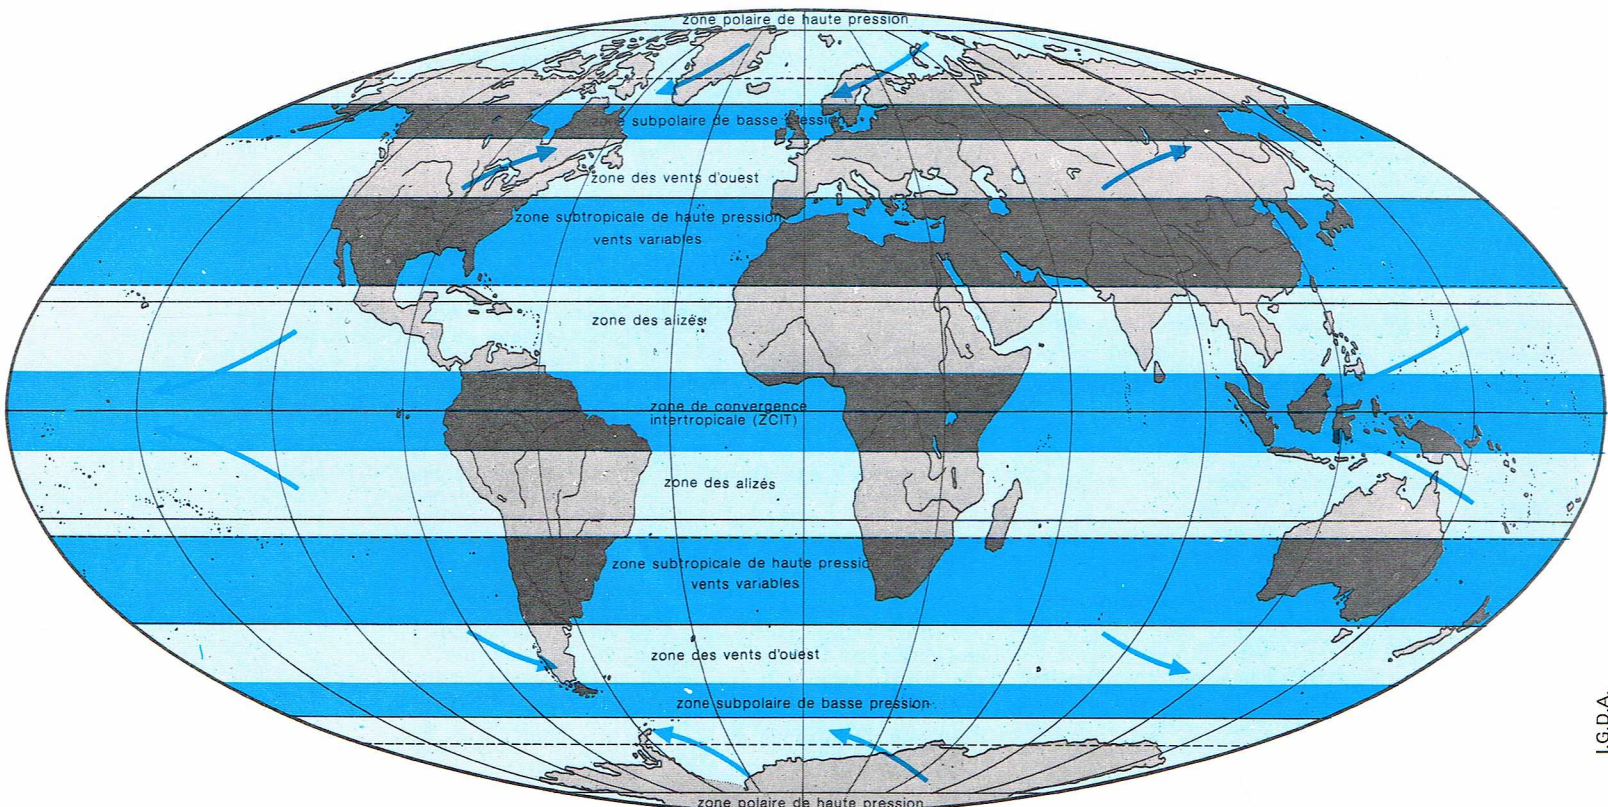 zone polaire de haute pression
zone subpolaire de basse pression
zone des vents d'ouest
zone subtropicale de haute pression
vents variables
zone des alizés
zone de convergence
intertropicale (ZCIT)
zone des alizés
zone subtropicale de haute pressio
vents variables
zone des vents d'ouest
zone subpolaire de basse pression
zone polaire de haute pression
I.G.D.A.